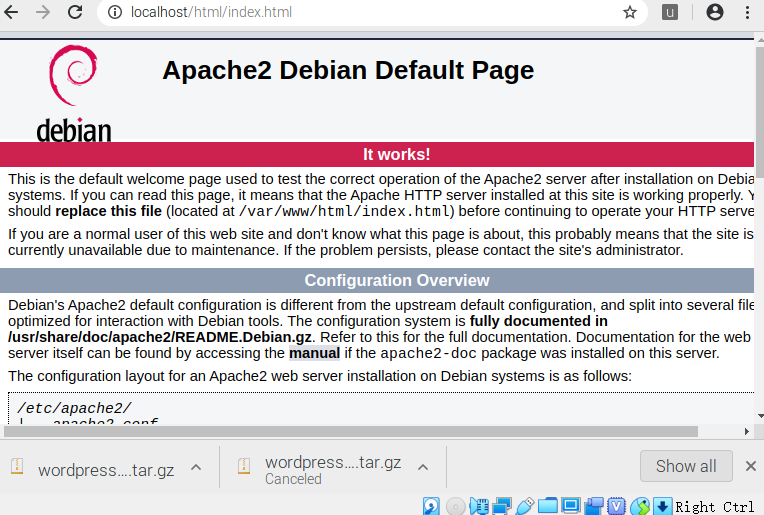 localhost/html/index.html
u
Apache2 Debian Default Page
debian
It works!
This is the default welcome page used to test the correct operation of the Apache2 server after installation on Debia
systems. If you can read this page, it means that the Apache HTTP server installed at this site is working properly. Y
should replace this file (located at /var/www/html/index.html) before continuing to operate your HTTP serve
If you are a normal user of this web site and don't know what this page is about, this probably means that the site is
currently unavailable due to maintenance. If the problem persists, please contact the site's administrator.
Configuration Overview
Debian's Apache2 default configuration is different from the upstream default configuration, and split into several file
optimized for interaction with Debian tools. The configuration system is fully documented in
/usr/share/doc/apache2/README.Debian.gz. Refer to this for the full documentation. Documentation for the web
server itself can be found by accessing the manual if the apache2-doc package was installed on this server.
The configuration layout for an Apache2 web server installation on Debian systems is as follows:
/etc/apache2/
|-- apache2.conf
wordpress....tar.gz
wordpress....tar.gz
Canceled
Show all
Right Ctrl